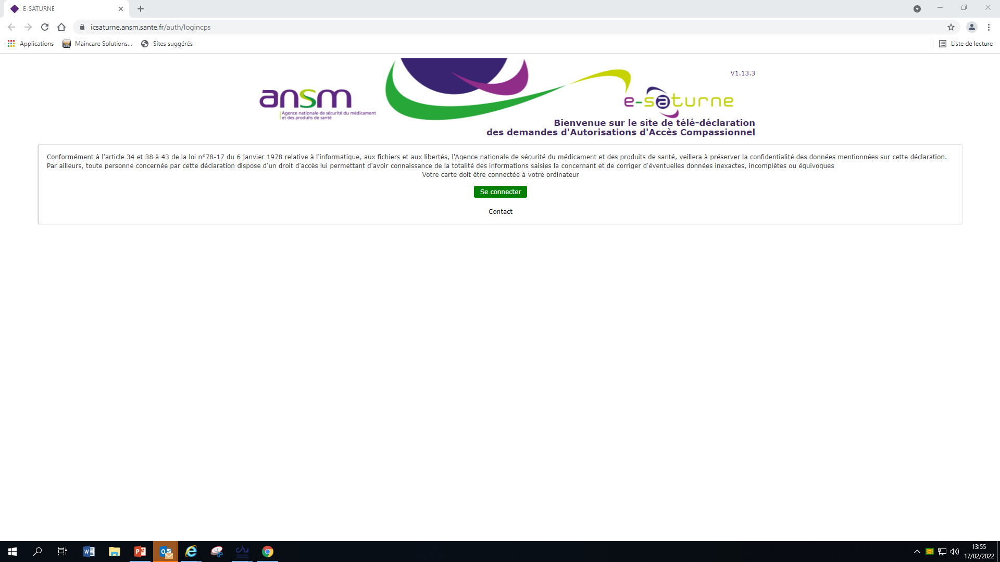 E-SATURNE
icsaturne.ansm.sante.fr/auth/logincps
Applications
Maincare Solutions...
Sites suggérés
Liste de lecture
V1.13.3
ansm
Agence nationale de sécurité du médicament
et des produits de santé
e-saturne
Bienvenue sur le site de télé-déclaration
des demandes d'Autorisations d'Accès Compassionnel
Conformément à l'article 34 et 38 à 43 de la loi n°78-17 du 6 janvier 1978 relative à l'informatique, aux fichiers et aux libertés, l'Agence nationale de sécurité du médicament et des produits de santé, veillera à préserver la confidentialité des données mentionnées sur cette déclaration.
Par ailleurs, toute personne concernée par cette déclaration dispose d'un droit d'accès lui permettant d'avoir connaissance de la totalité des informations saisies la concernant et de corriger d'éventuelles données inexactes, incomplètes ou équivoques
Votre carte doit être connectée à votre ordinateur
Se connecter
Contact
chu
13:55
17/02/2022